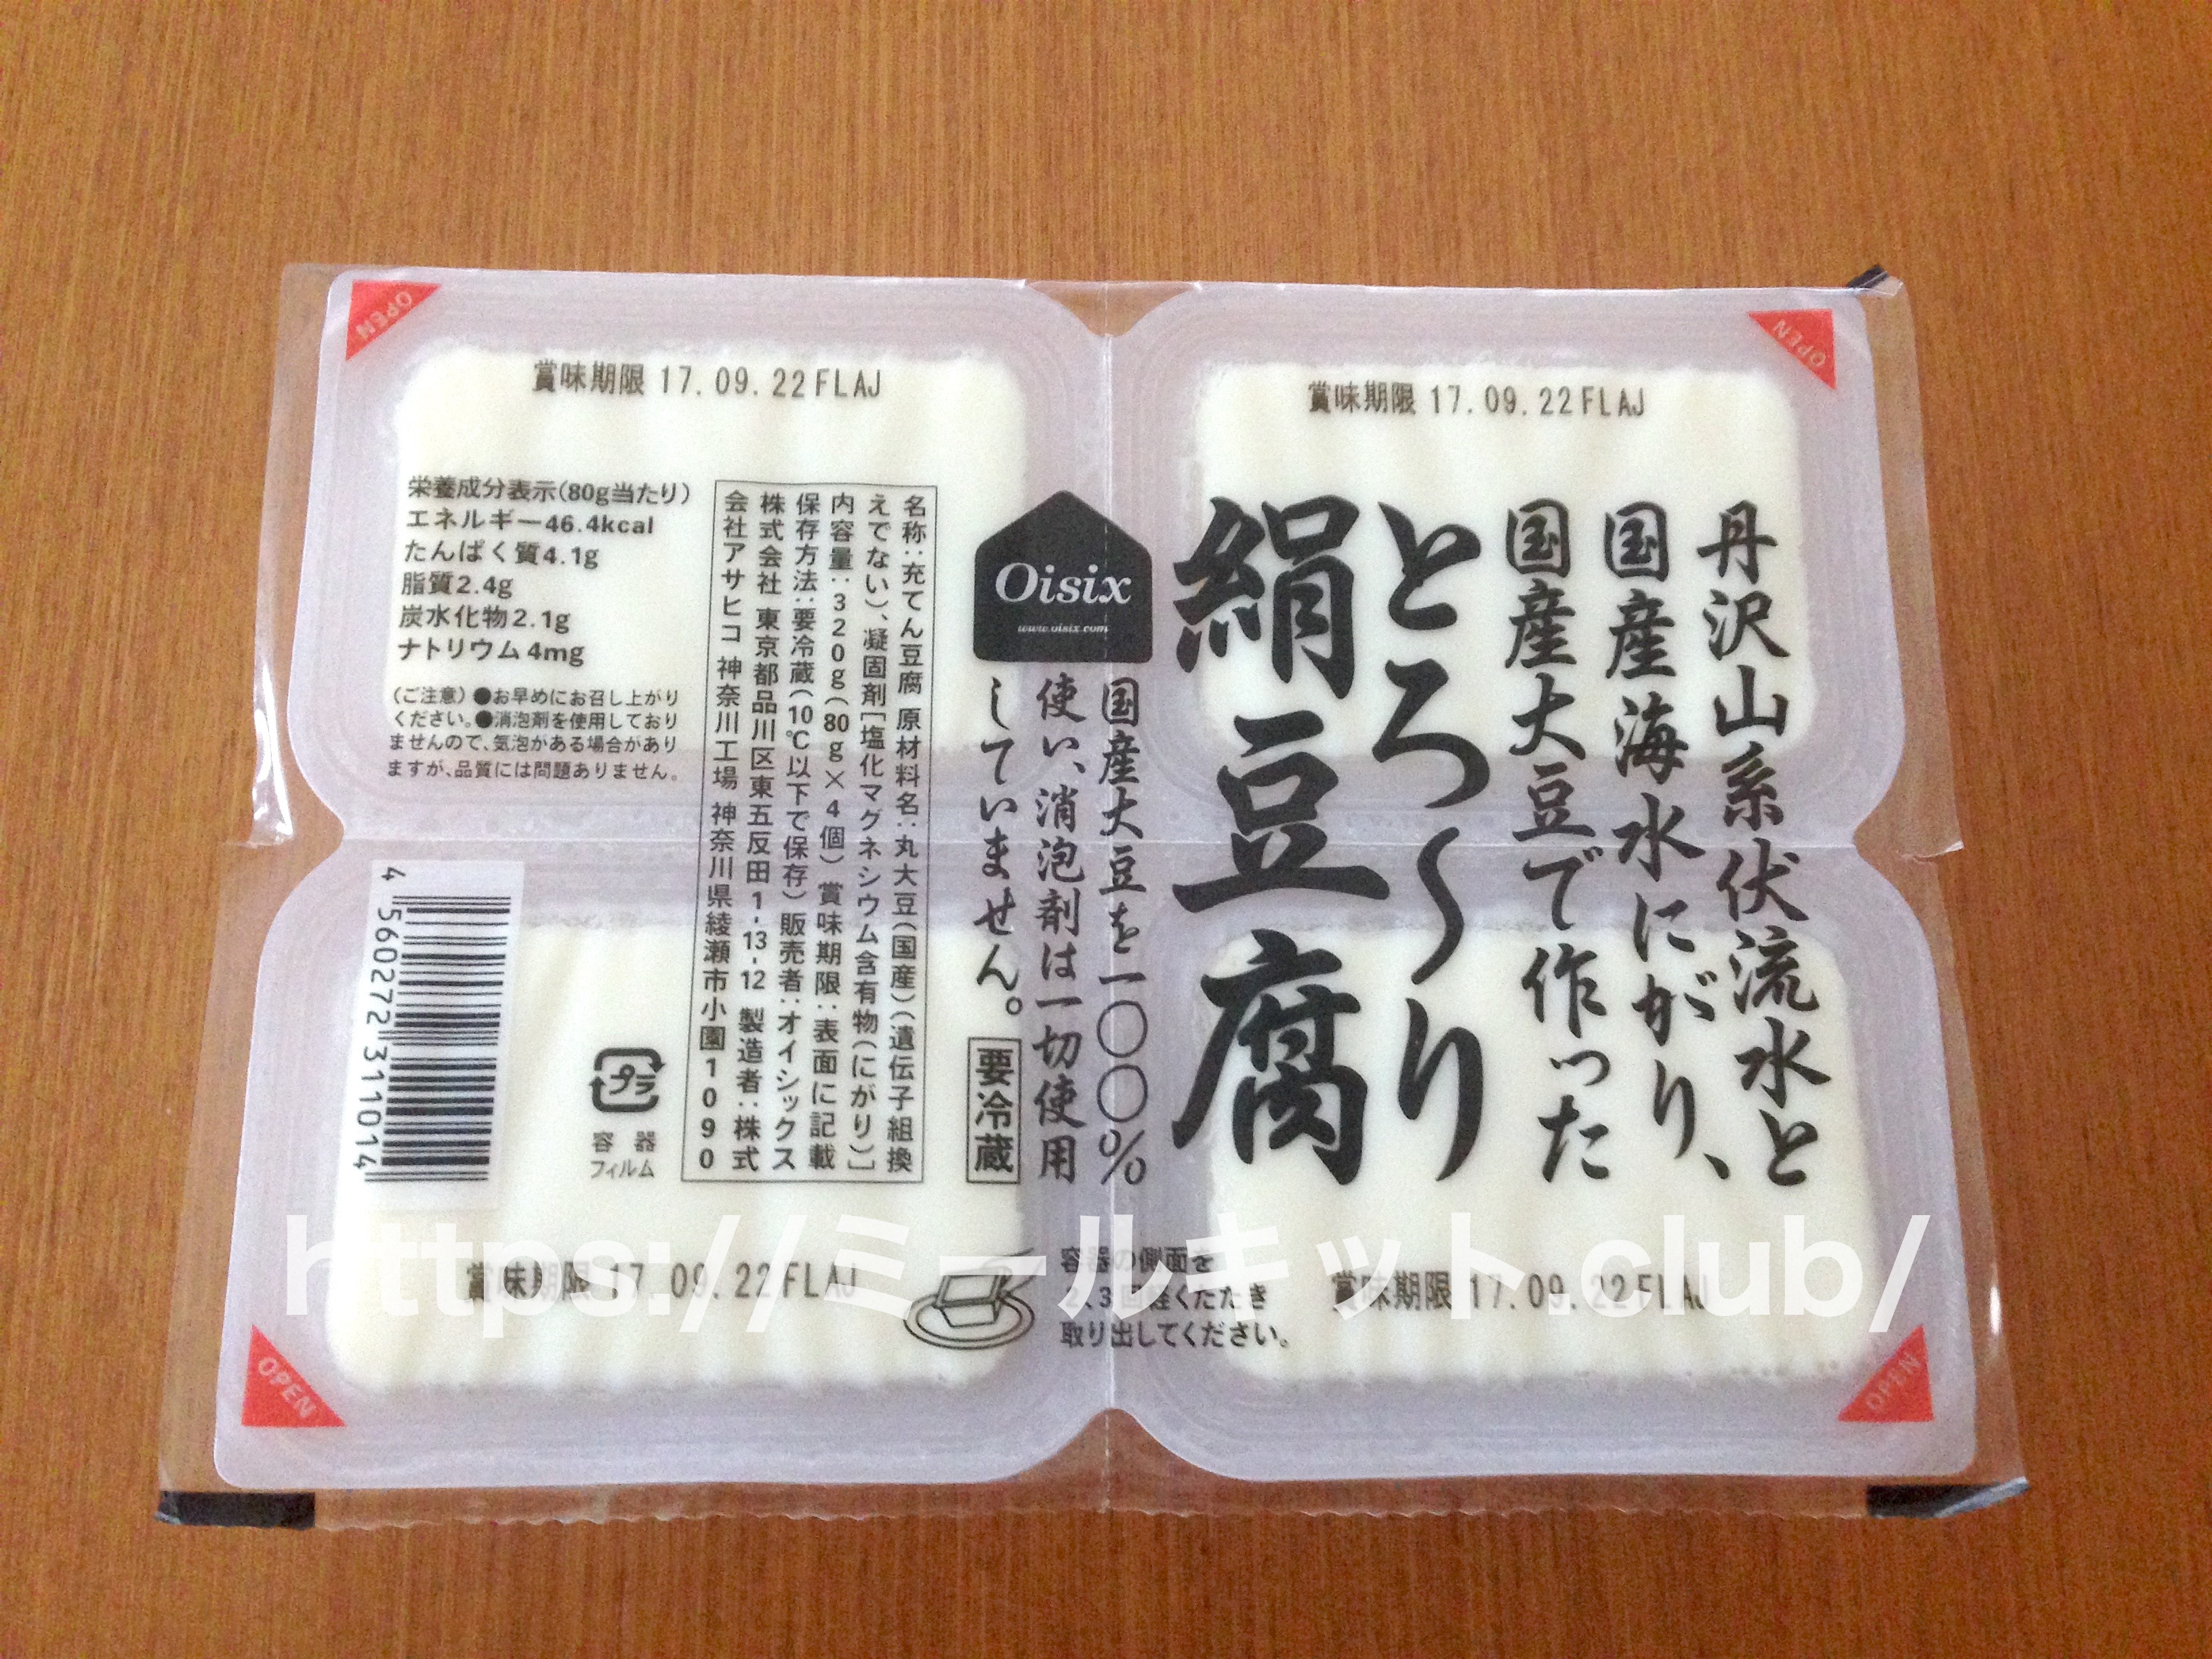 OPEN
OPEN
賞味期限 17.09.22FLAJ
賞味期限 17.09.22FLAJ
丹沢山系伏流水と
国産海水にがり、
国産大豆で作った
とろ〜り
絹豆腐
Oisix
www.oisix.com
国産大豆を一〇〇%
使い、消泡剤は一切使用
していません。
要冷蔵
名称:充てん豆腐 原材料名:丸大豆(国産)(遺伝子組換
えでない)、凝固剤[塩化マグネシウム含有物(にがり)]
内容量:320g(80g×4個) 賞味期限:表面に記載
保存方法:要冷蔵(10℃以下で保存) 販売者:オイシックス
株式会社 東京都品川区東五反田1-13-12 製造者:株式
会社アサヒコ 神奈川工場 神奈川県綾瀬市小園1090
栄養成分表示(80g当たり)
エネルギー46.4kcal
たんぱく質4.1g
脂質2.4g
炭水化物2.1g
ナトリウム4mg
(ご注意)●お早めにお召し上がり
ください。●消泡剤を使用しており
ませんので、気泡がある場合があり
ますが、品質には問題ありません。
4560272311014
プラ
容器
フィルム
容器の側面を
2、3回軽くたたき
取り出してください。
賞味期限 17.09.22FLAJ
賞味期限 17.09.22FLAJ
https://ミールキット.club/
OPEN
OPEN